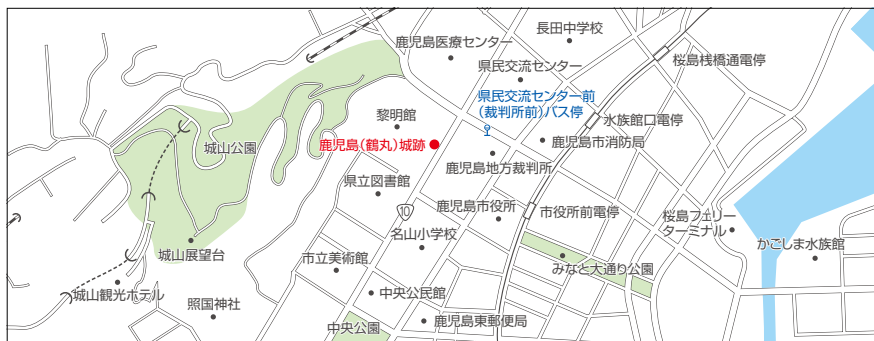 長田中学校
鹿児島医療センター
桜島桟橋通電停
県民交流センター
県民交流センター前
(裁判所前)バス停
黎明館
水族館口電停
城山公園
鹿児島(鶴丸)城跡
鹿児島市消防局
鹿児島地方裁判所
県立図書館
10
鹿児島市役所
市役所前電停
桜島フェリー
ターミナル
名山小学校
かごしま水族館
城山展望台
市立美術館
みなと大通り公園
城山観光ホテル
中央公民館
照国神社
中央公園
鹿児島東郵便局